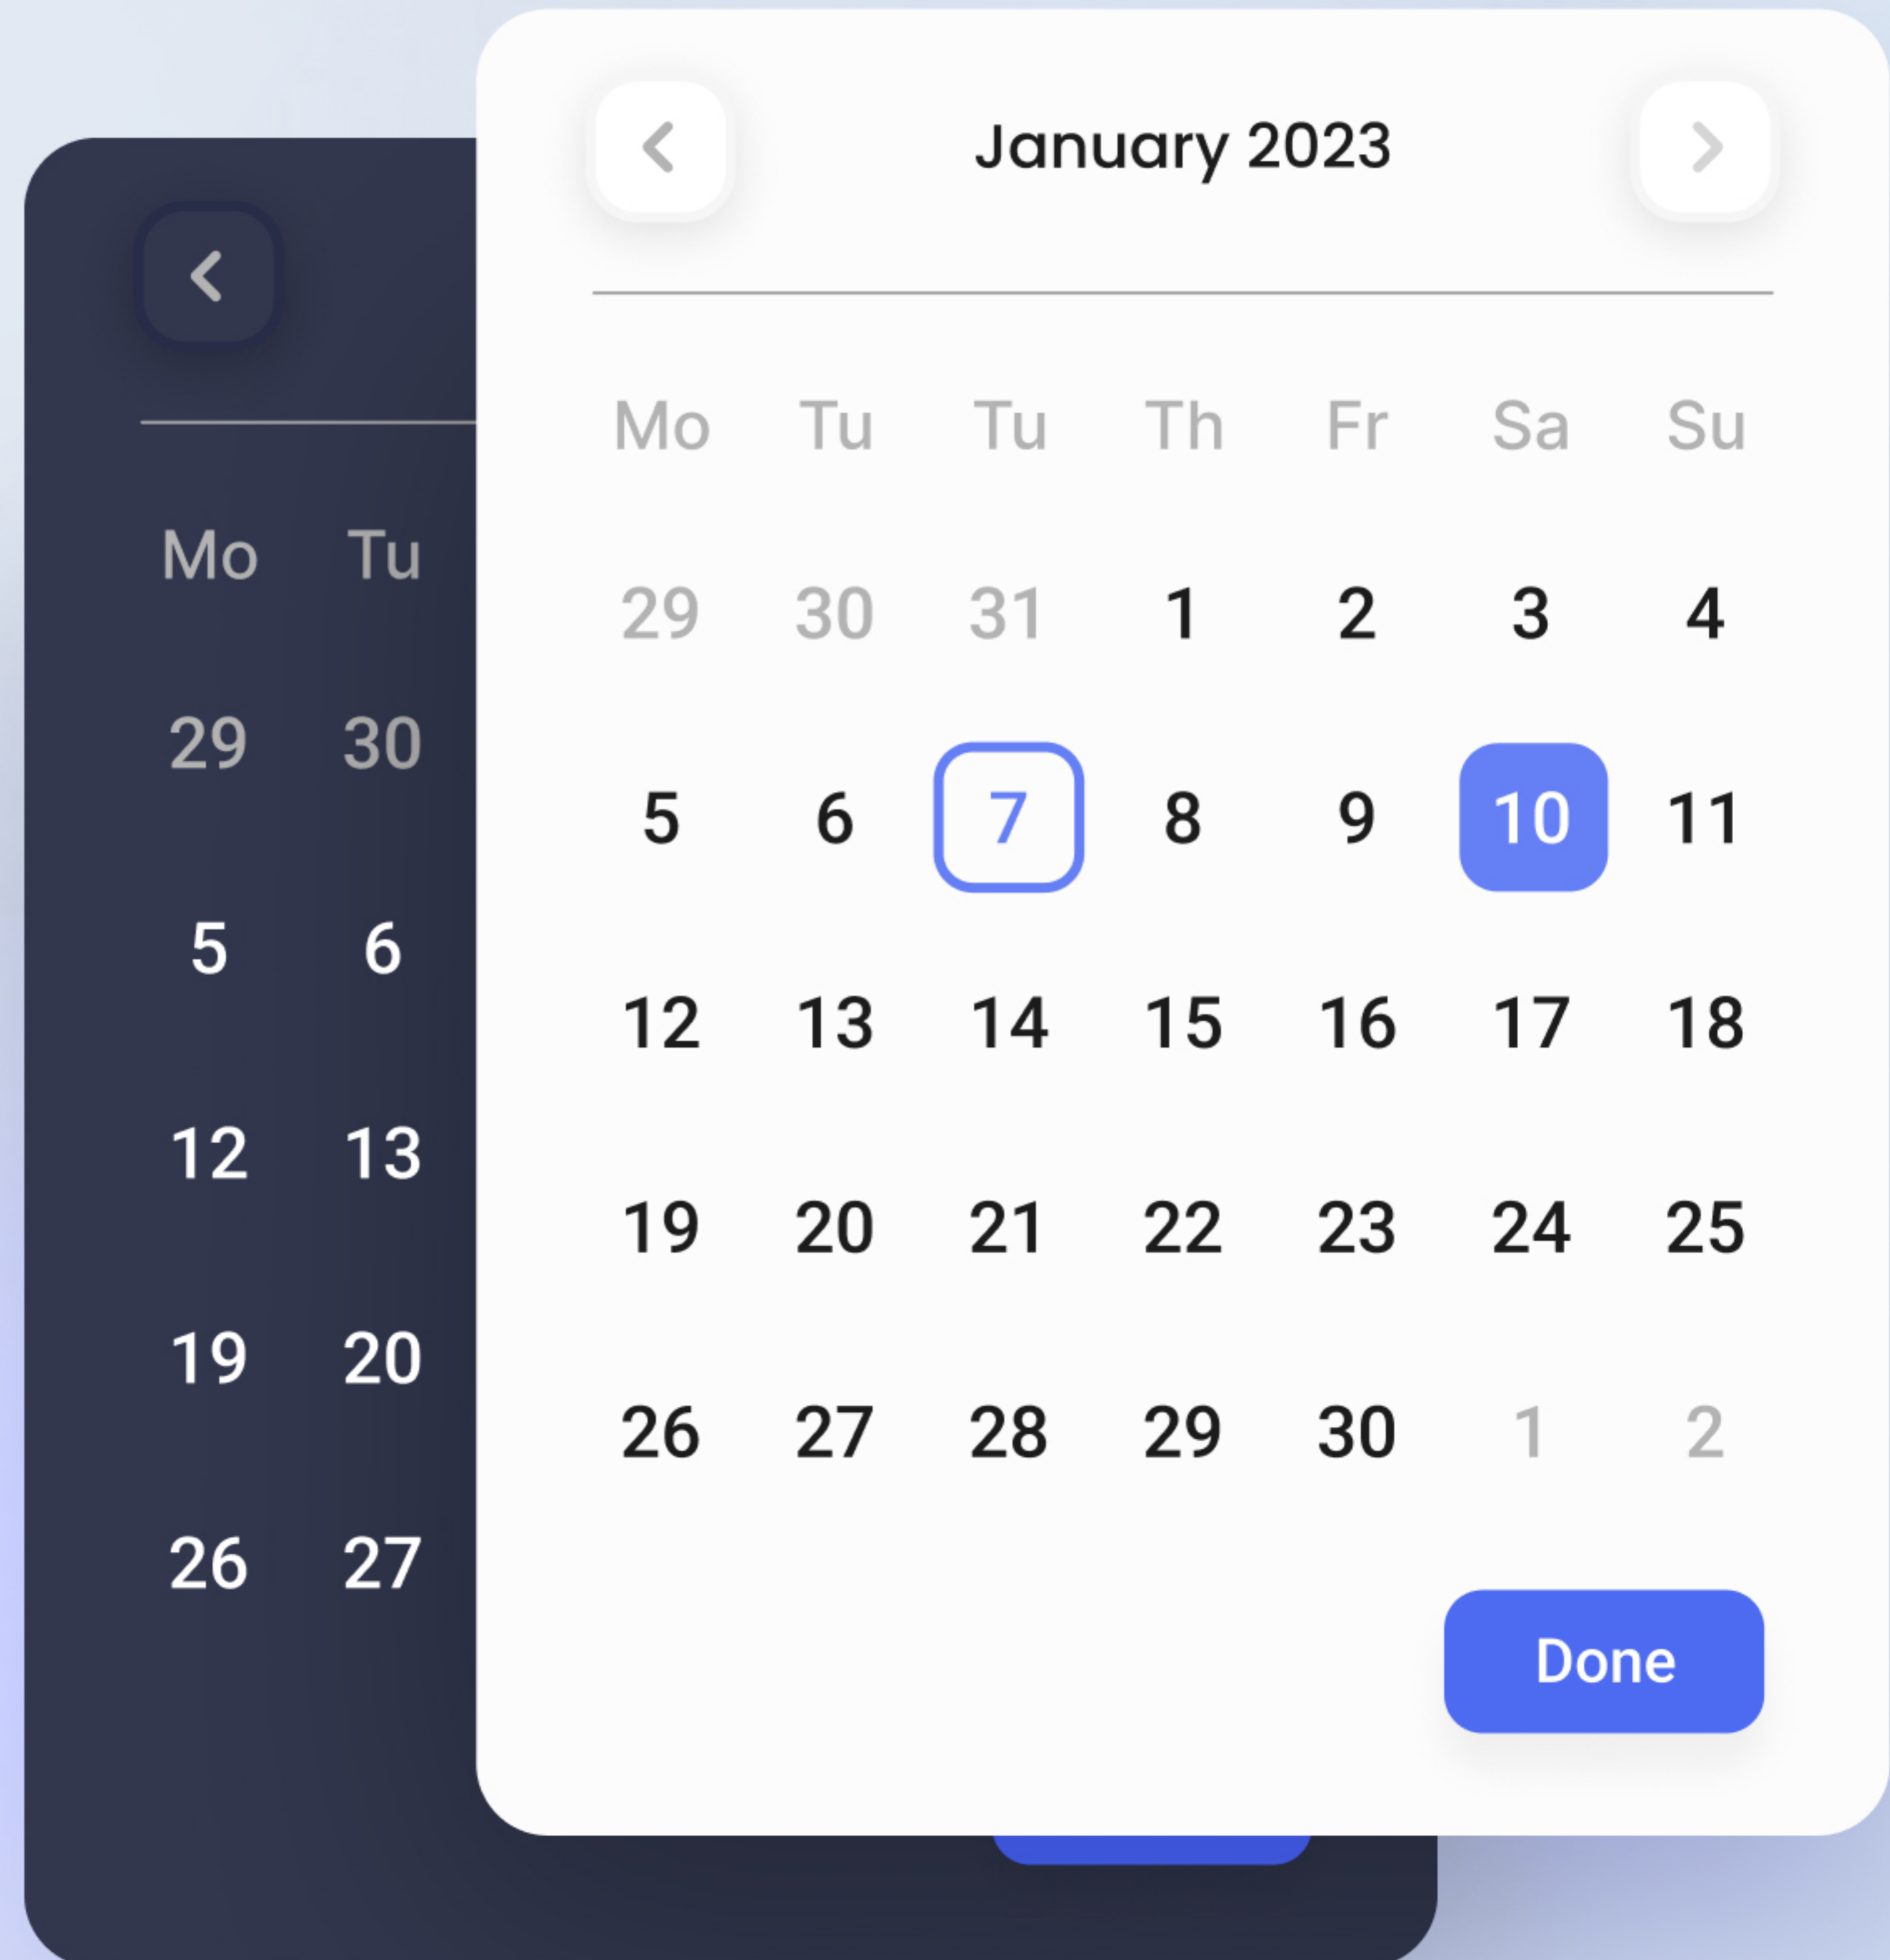 January 2023
Mo Tu Tu Th Fr Sa Su
29 30 31 1 2 3 4
5 6 7 8 9 10 11
12 13 14 15 16 17 18
19 20 21 22 23 24 25
26 27 28 29 30 1 2
Done
Mo Tu
29 30
5 6
12 13
19 20
26 27